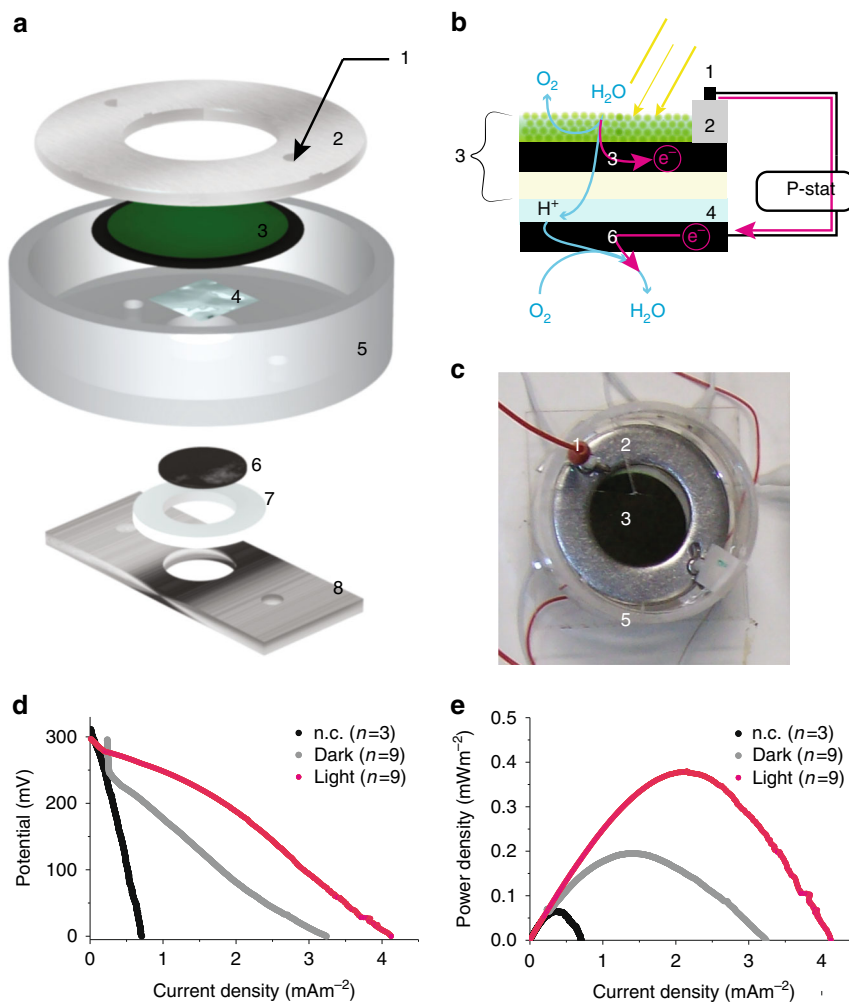 a
1
2
3
4
5
6
7
8
b
O₂
H₂O
1
2
3
3
e⁻
P-stat
H⁺
4
6
e⁻
O₂
H₂O
c
1
2
3
5
d
n.c. (n=3)
Dark (n=9)
Light (n=9)
300
200
100
0
Potential (mV)
0 1 2 3 4
Current density (mAm⁻²)
e
n.c. (n=3)
Dark (n=9)
Light (n=9)
0.5
0.4
0.3
0.2
0.1
0.0
Power density (mWm⁻²)
0 1 2 3 4
Current density (mAm⁻²)